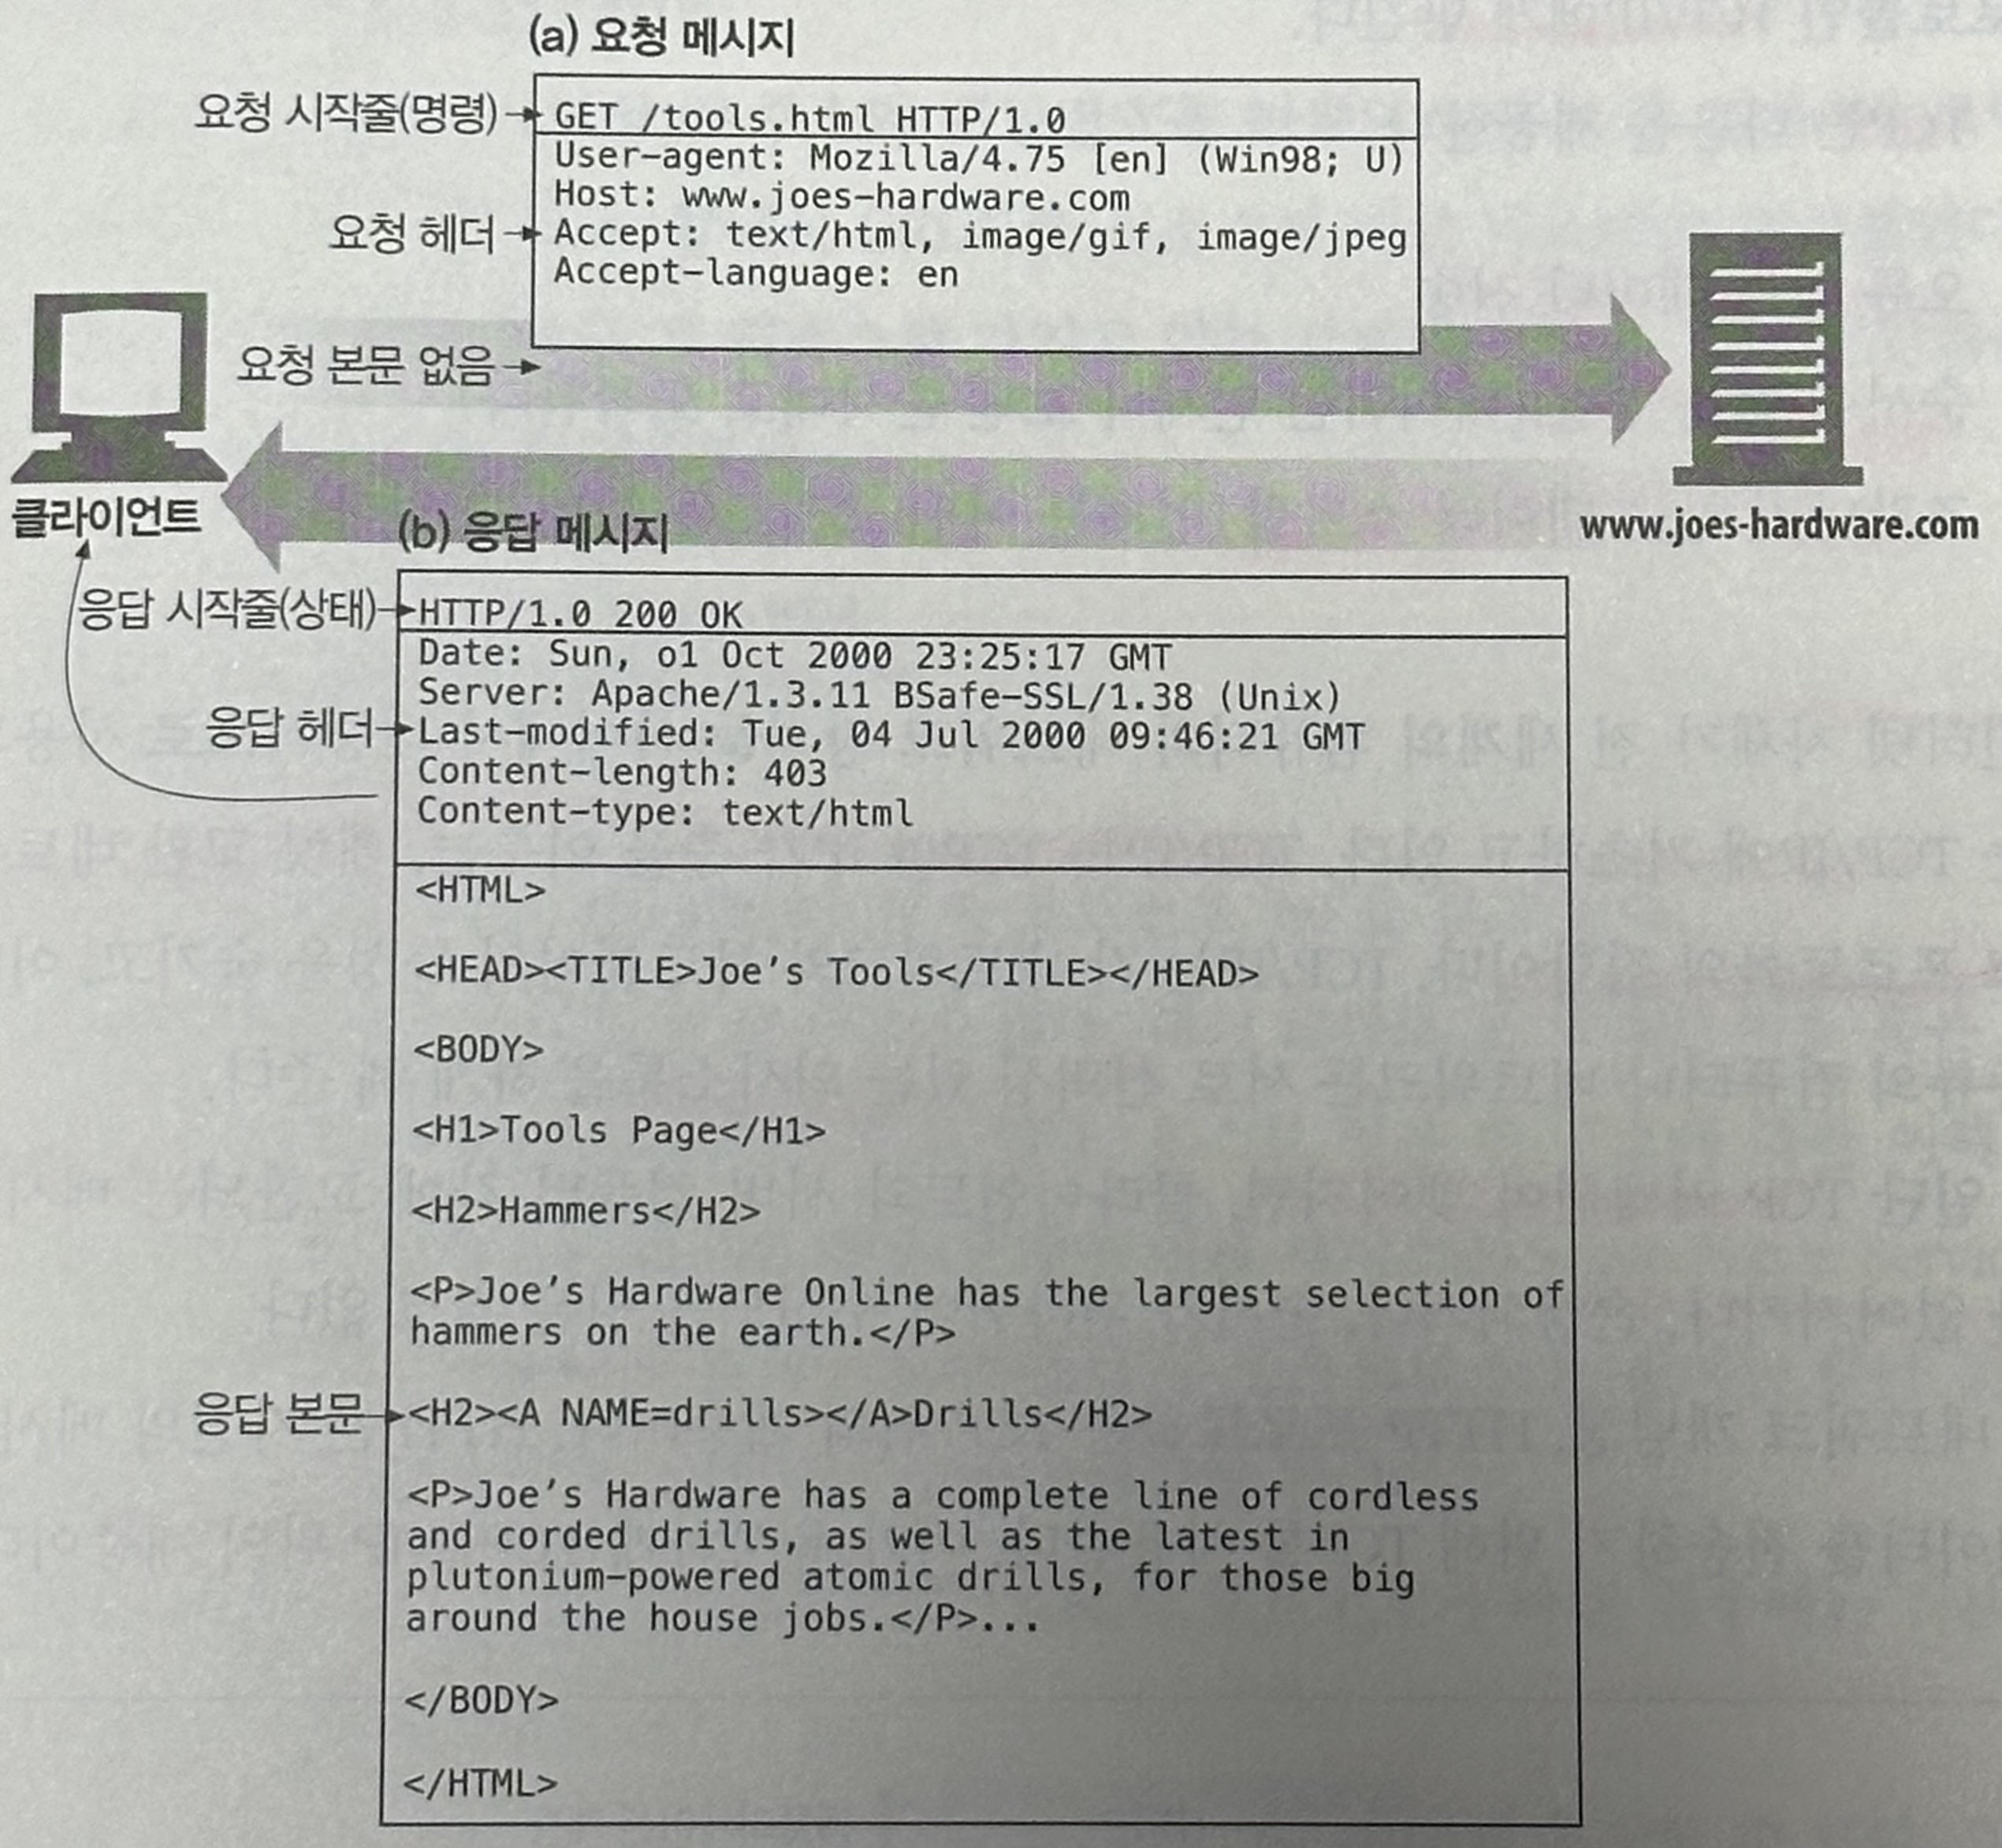 (a) 요청 메시지
요청 시작줄(명령)
GET /tools.html HTTP/1.0
User-agent: Mozilla/4.75 [en] (Win98; U)
Host: www.joes-hardware.com
요청 헤더
Accept: text/html, image/gif, image/jpeg
Accept-language: en
요청 본문 없음
클라이언트
www.joes-hardware.com
(b) 응답 메시지
응답 시작줄(상태)
HTTP/1.0 200 OK
Date: Sun, o1 Oct 2000 23:25:17 GMT
Server: Apache/1.3.11 BSafe-SSL/1.38 (Unix)
응답 헤더
Last-modified: Tue, 04 Jul 2000 09:46:21 GMT
Content-length: 403
Content-type: text/html
<HTML>
<HEAD><TITLE>Joe's Tools</TITLE></HEAD>
<BODY>
<H1>Tools Page</H1>
<H2>Hammers</H2>
<P>Joe's Hardware Online has the largest selection of
hammers on the earth.</P>
응답 본문
<H2><A NAME=drills></A>Drills</H2>
<P>Joe's Hardware has a complete line of cordless
and corded drills, as well as the latest in
plutonium-powered atomic drills, for those big
around the house jobs.</P>...
</BODY>
</HTML>